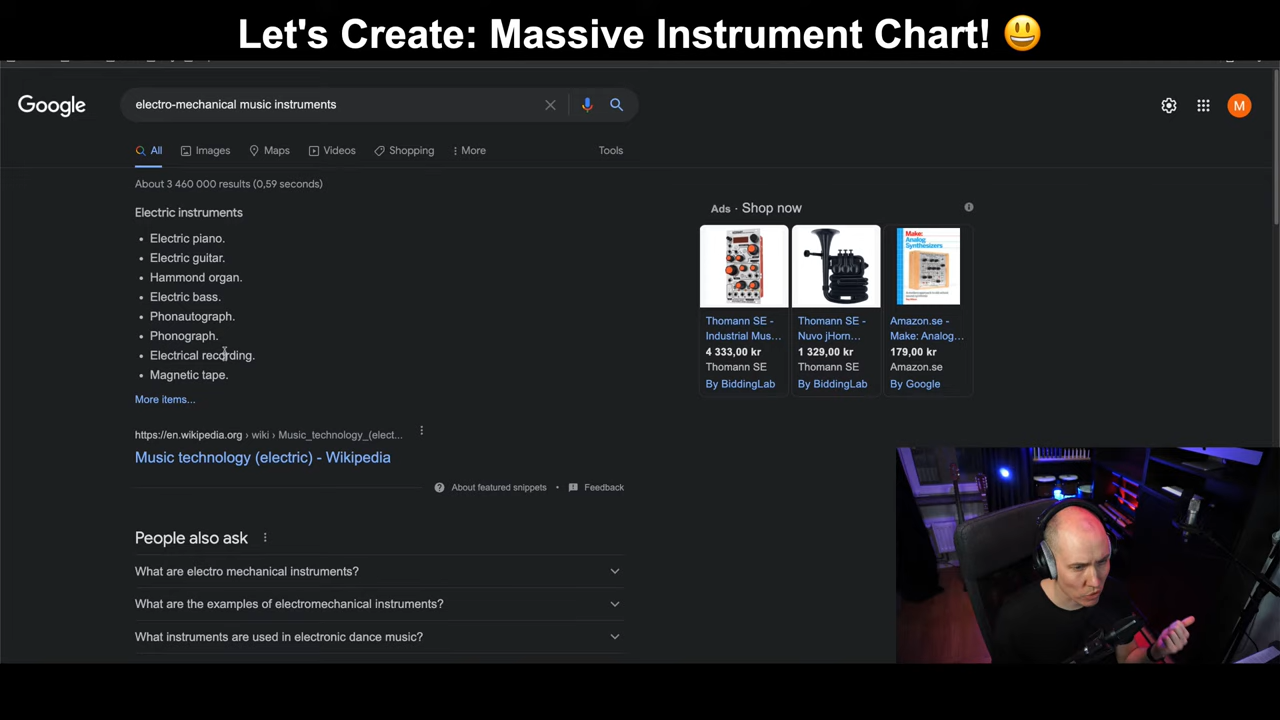 Let's Create: Massive Instrument Chart! 😃
Google
electro-mechanical music instruments
M
All
Images
Maps
Videos
Shopping
More
Tools
About 3 460 000 results (0,59 seconds)
Electric instruments
• Electric piano.
• Electric guitar.
• Hammond organ.
• Electric bass.
• Phonautograph.
• Phonograph.
• Electrical recording.
• Magnetic tape.
More items...
https://en.wikipedia.org › wiki › Music_technology_(elect...
Music technology (electric) - Wikipedia
About featured snippets • Feedback
People also ask
What are electro mechanical instruments?
What are the examples of electromechanical instruments?
What instruments are used in electronic dance music?
Ads · Shop now
Thomann SE -
Industrial Mus...
4 333,00 kr
Thomann SE
By BiddingLab
Thomann SE -
Nuvo jHorn...
1 329,00 kr
Thomann SE
By BiddingLab
Make:
Analog
Synthesizers
Amazon.se -
Make: Analog...
179,00 kr
Amazon.se
By Google